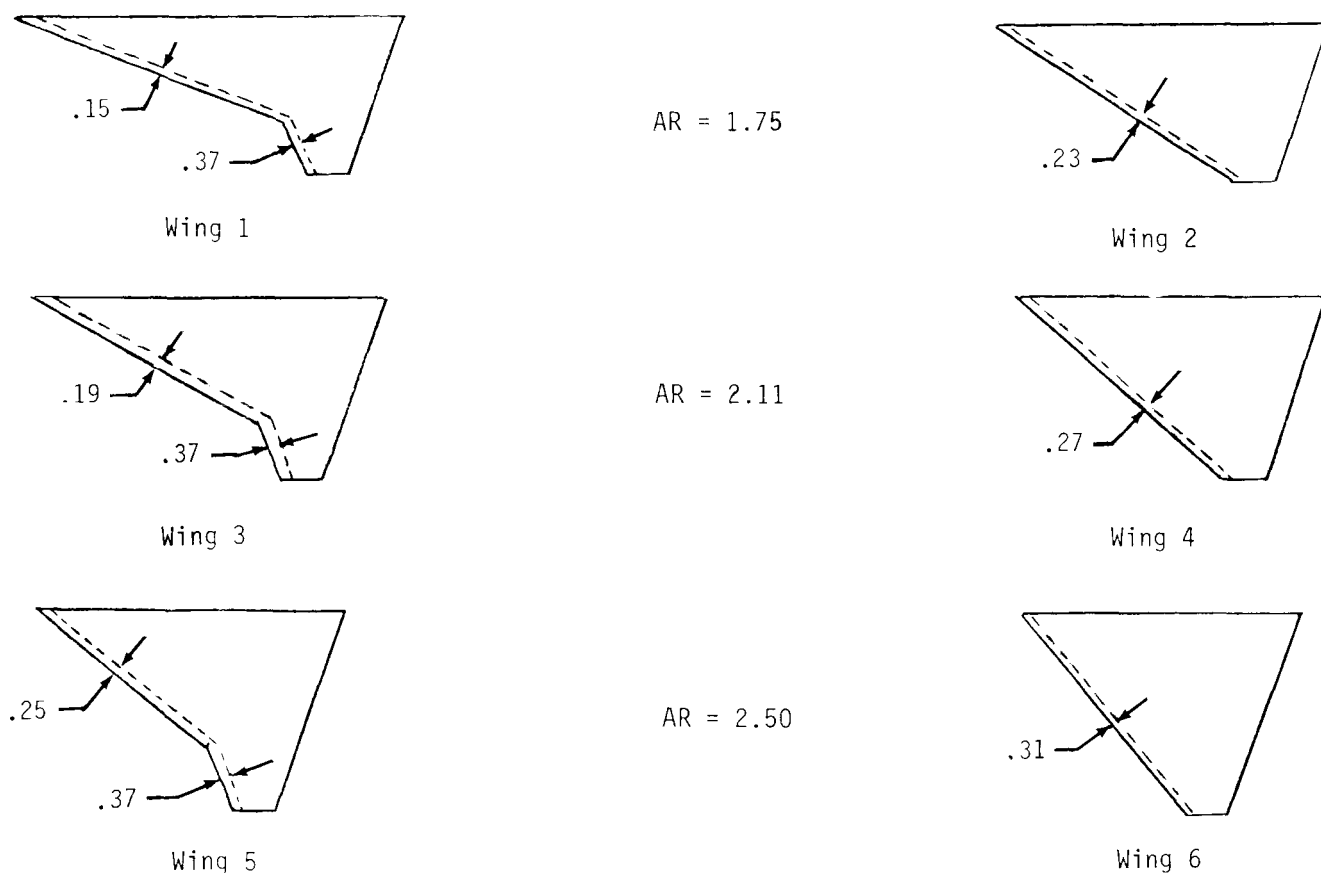 .15
.37
Wing 1
AR = 1.75
.23
Wing 2
.19
.37
Wing 3
AR = 2.11
.27
Wing 4
.25
.37
Wing 5
AR = 2.50
.31
Wing 6